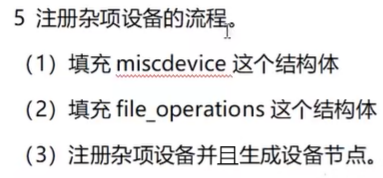 5 注册杂项设备的流程。
（1）填充 miscdevice 这个结构体
（2）填充 file_operations 这个结构体
（3）注册杂项设备并且生成设备节点。